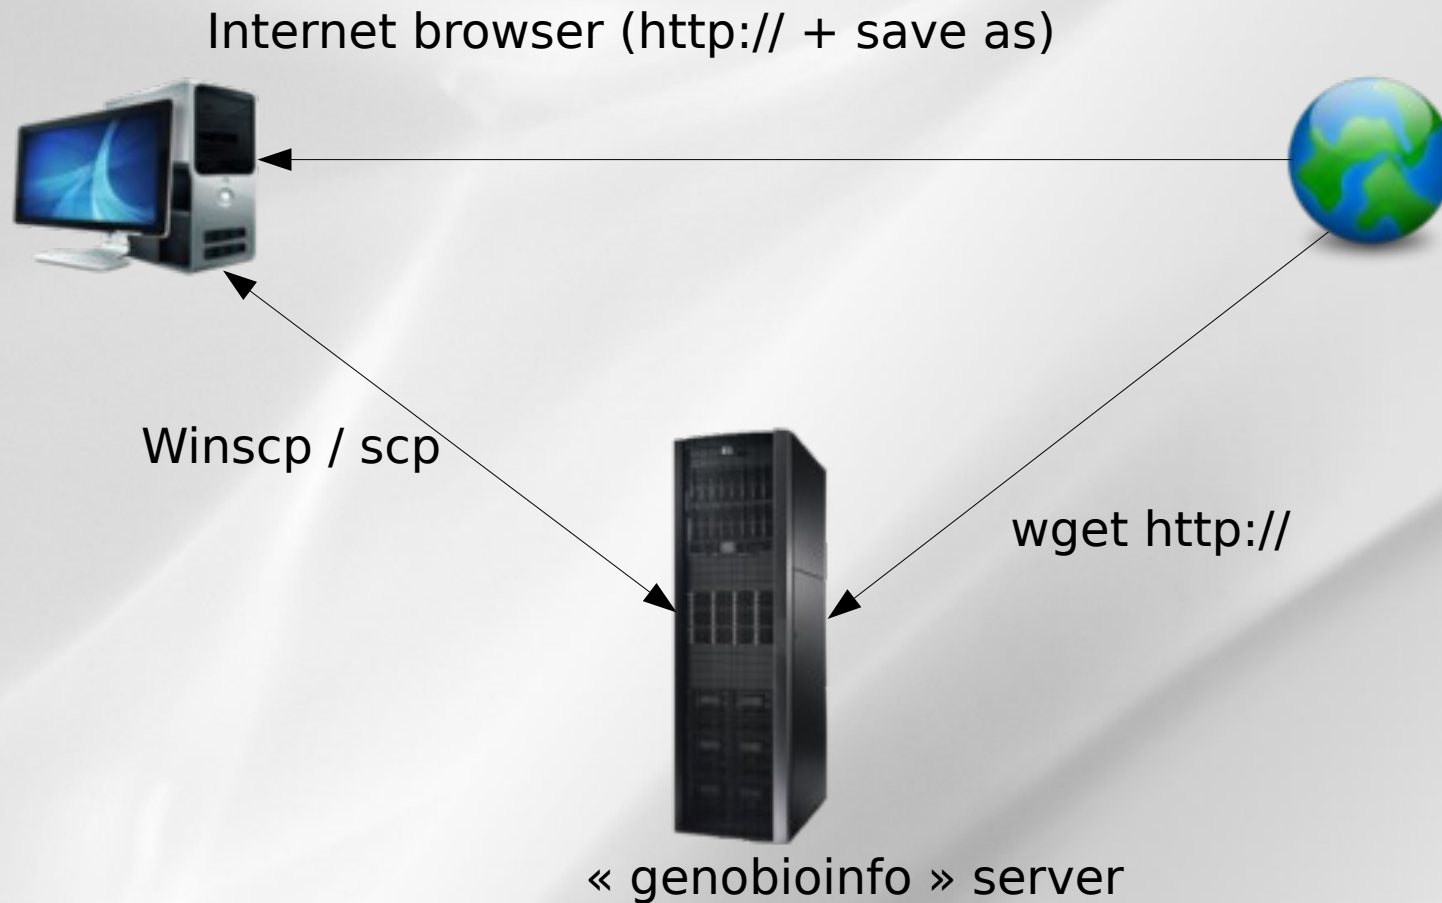 Internet browser (http:// + save as)
Winscp / scp
wget http://
« genobioinfo » server